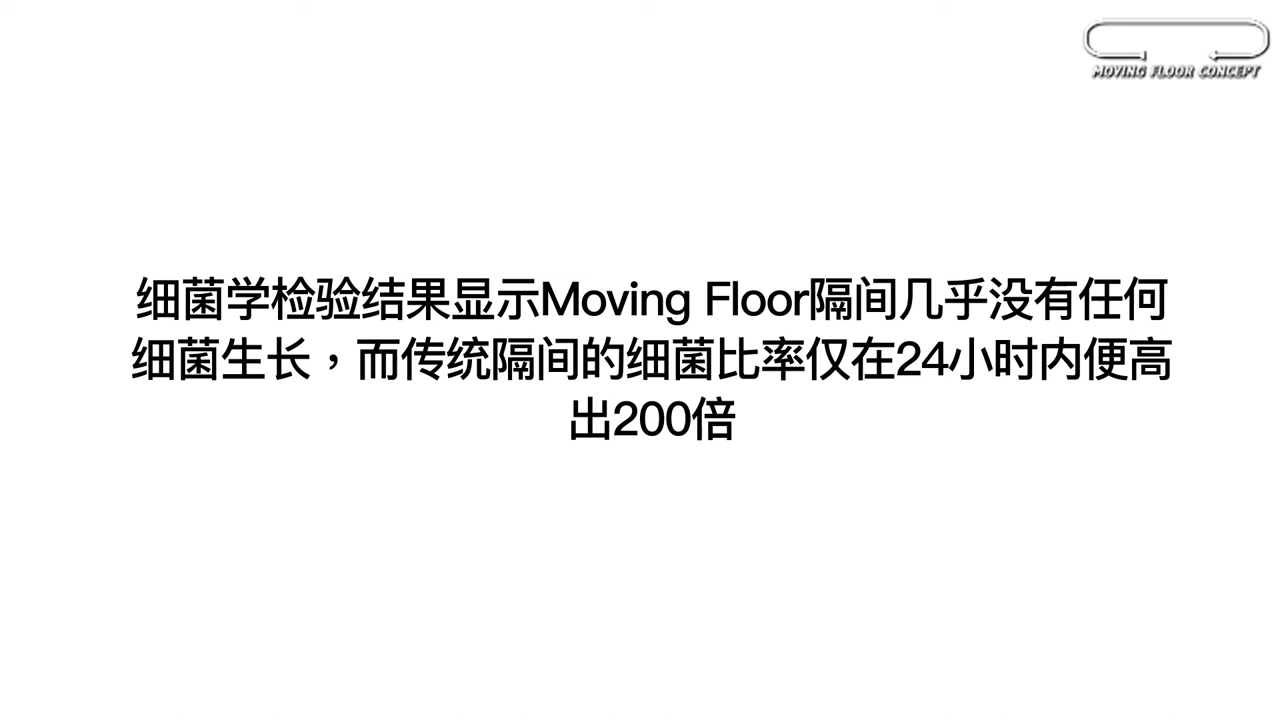 MOVING FLOOR CONCEPT
细菌学检验结果显示Moving Floor隔间几乎没有任何
细菌生长，而传统隔间的细菌比率仅在24小时内便高
出200倍